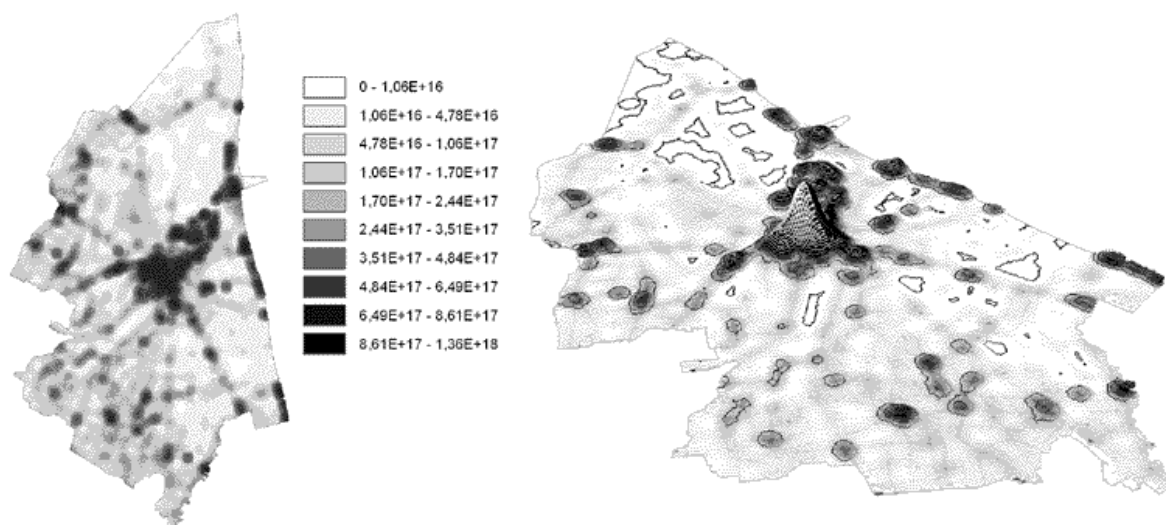 0 - 1,06E+16
1,06E+16 - 4,78E+16
4,78E+16 - 1,06E+17
1,06E+17 - 1,70E+17
1,70E+17 - 2,44E+17
2,44E+17 - 3,51E+17
3,51E+17 - 4,84E+17
4,84E+17 - 6,49E+17
6,49E+17 - 8,61E+17
8,61E+17 - 1,36E+18